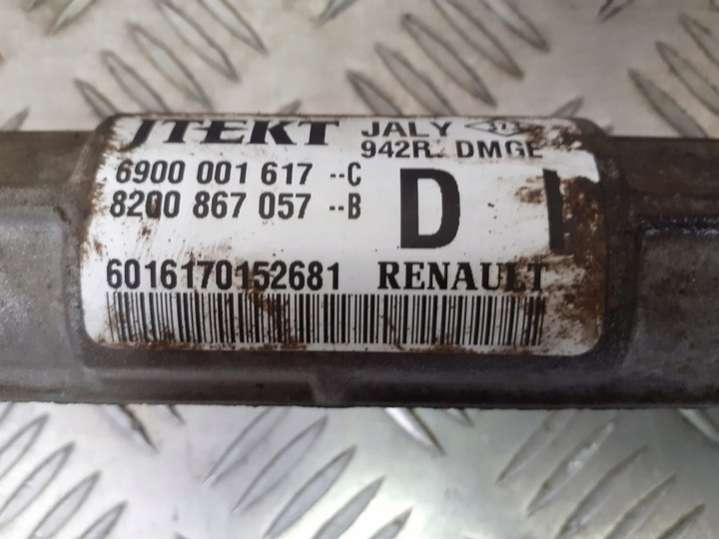 JTEKT JALY
942R. DMGE
6900 001 617 --C
8200 867 057 --B
D
6016170152681 RENAULT